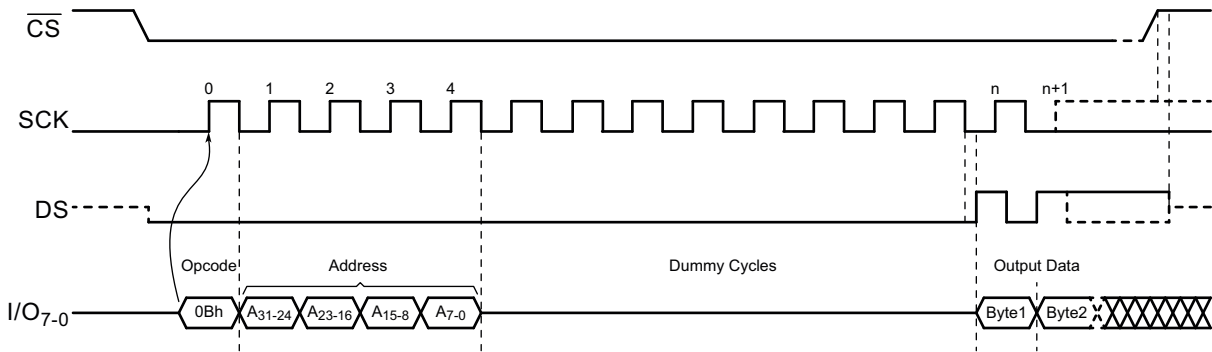 CS
0 1 2 3 4 n n+1
SCK
DS
Opcode Address Dummy Cycles Output Data
I/O7-0 0Bh A31-24 A23-16 A15-8 A7-0 Byte1 Byte2